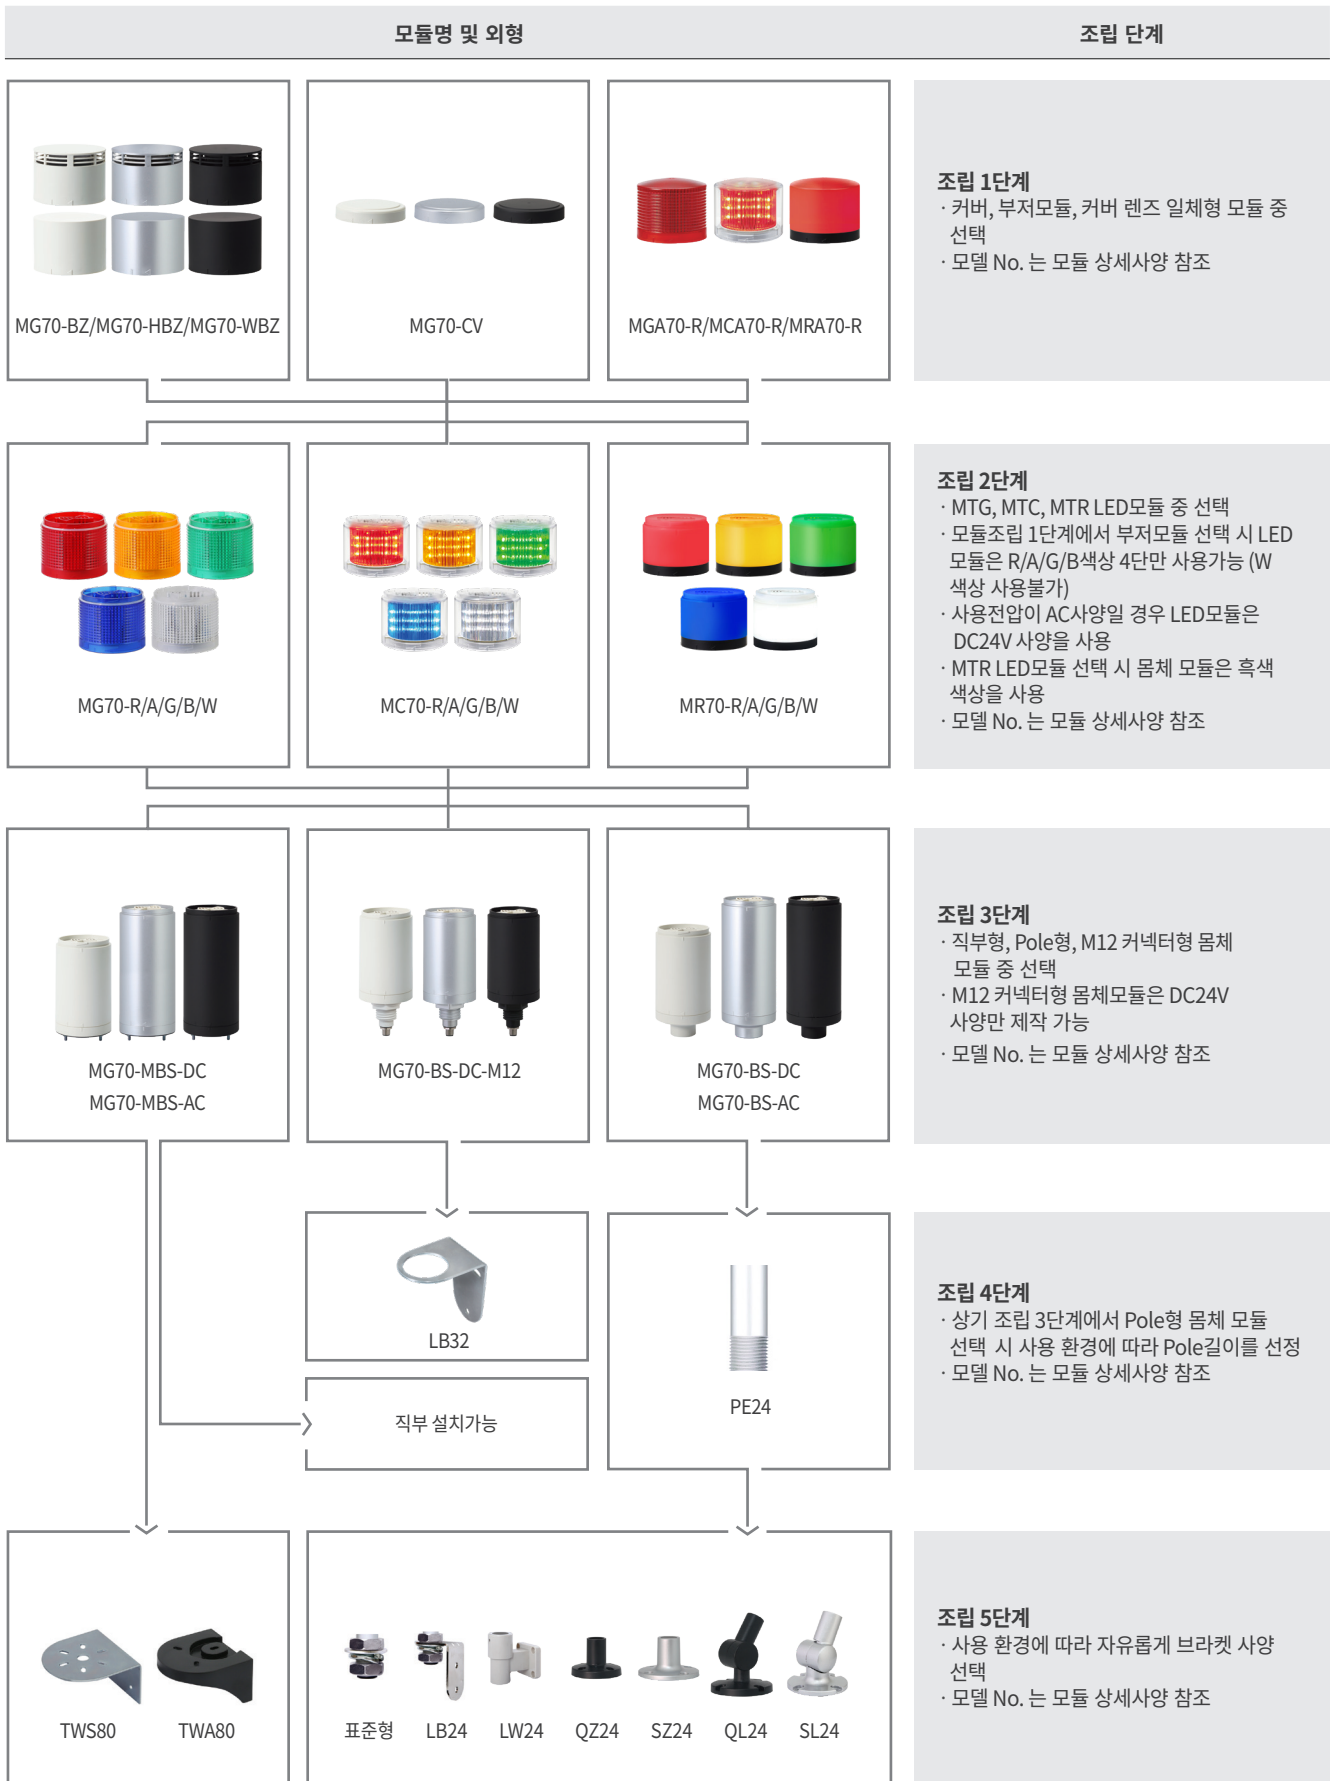 모듈명 및 외형
조립 단계
MG70-BZ/MG70-HBZ/MG70-WBZ
MG70-CV
MGA70-R/MCA70-R/MRA70-R
조립 1단계
· 커버, 부저모듈, 커버 렌즈 일체형 모듈 중
선택
· 모델 No. 는 모듈 상세사양 참조
MG70-R/A/G/B/W
MC70-R/A/G/B/W
MR70-R/A/G/B/W
조립 2단계
· MTG, MTC, MTR LED모듈 중 선택
· 모듈조립 1단계에서 부저모듈 선택 시 LED
모듈은 R/A/G/B색상 4단만 사용가능 (W
색상 사용불가)
· 사용전압이 AC사양일 경우 LED모듈은
DC24V 사양을 사용
· MTR LED모듈 선택 시 몸체 모듈은 흑색
색상을 사용
· 모델 No. 는 모듈 상세사양 참조
MG70-MBS-DC
MG70-MBS-AC
MG70-BS-DC-M12
MG70-BS-DC
MG70-BS-AC
조립 3단계
· 직부형, Pole형, M12 커넥터형 몸체
모듈 중 선택
· M12 커넥터형 몸체모듈은 DC24V
사양만 제작 가능
· 모델 No. 는 모듈 상세사양 참조
LB32
직부 설치가능
PE24
조립 4단계
· 상기 조립 3단계에서 Pole형 몸체 모듈
선택 시 사용 환경에 따라 Pole길이를 선정
· 모델 No. 는 모듈 상세사양 참조
TWS80
TWA80
표준형
LB24
LW24
QZ24
SZ24
QL24
SL24
조립 5단계
· 사용 환경에 따라 자유롭게 브라켓 사양
선택
· 모델 No. 는 모듈 상세사양 참조